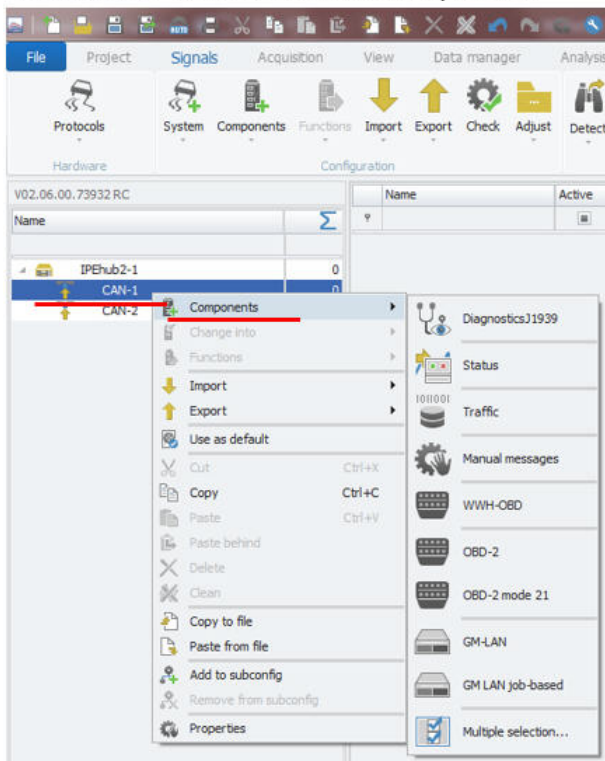 AUTO
File Project Signals Acquisition View Data manager Analysis
Protocols System Components Functions Import Export Check Adjust Detect
Hardware Configuration
V02.06.00.73932 RC
Name Active
Name Σ
IPEhub2-1 0
CAN-1 0
CAN-2
Components
Change into
Functions
Import
Export
Use as default
Cut Ctrl+X
Copy Ctrl+C
Paste Ctrl+V
Paste behind
Delete
Clean
Copy to file
Paste from file
Add to subconfig
Remove from subconfig
Properties
DiagnosticsJ1939
Status
1011001
Traffic
Manual messages
WWH-OBD
OBD-2
OBD-2 mode 21
GM-LAN
GM LAN job-based
Multiple selection...